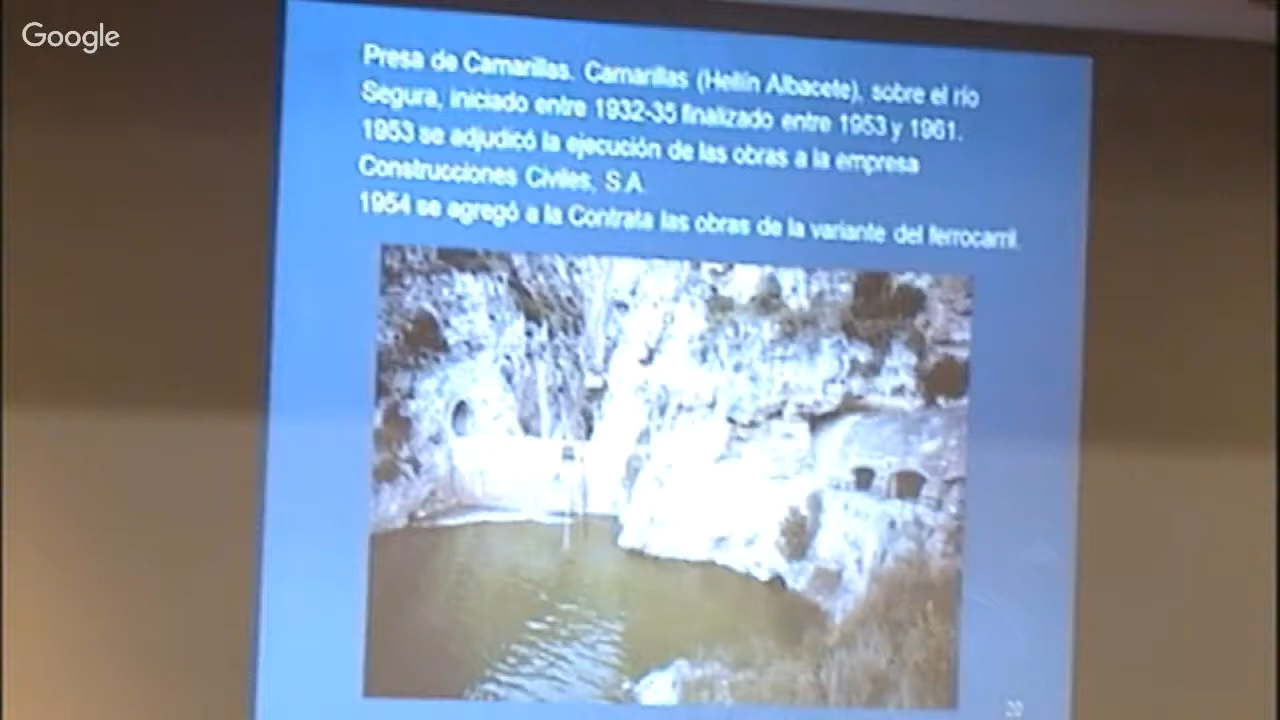 Google
Presa de Camarillas. Camarillas (Hellín Albacete), sobre el río
Segura, iniciado entre 1932-35 finalizado entre 1953 y 1961.
1953 se adjudicó la ejecución de las obras a la empresa
Construcciones Civiles, S.A
1954 se agregó a la Contrata las obras de la variante del ferrocarril.
20